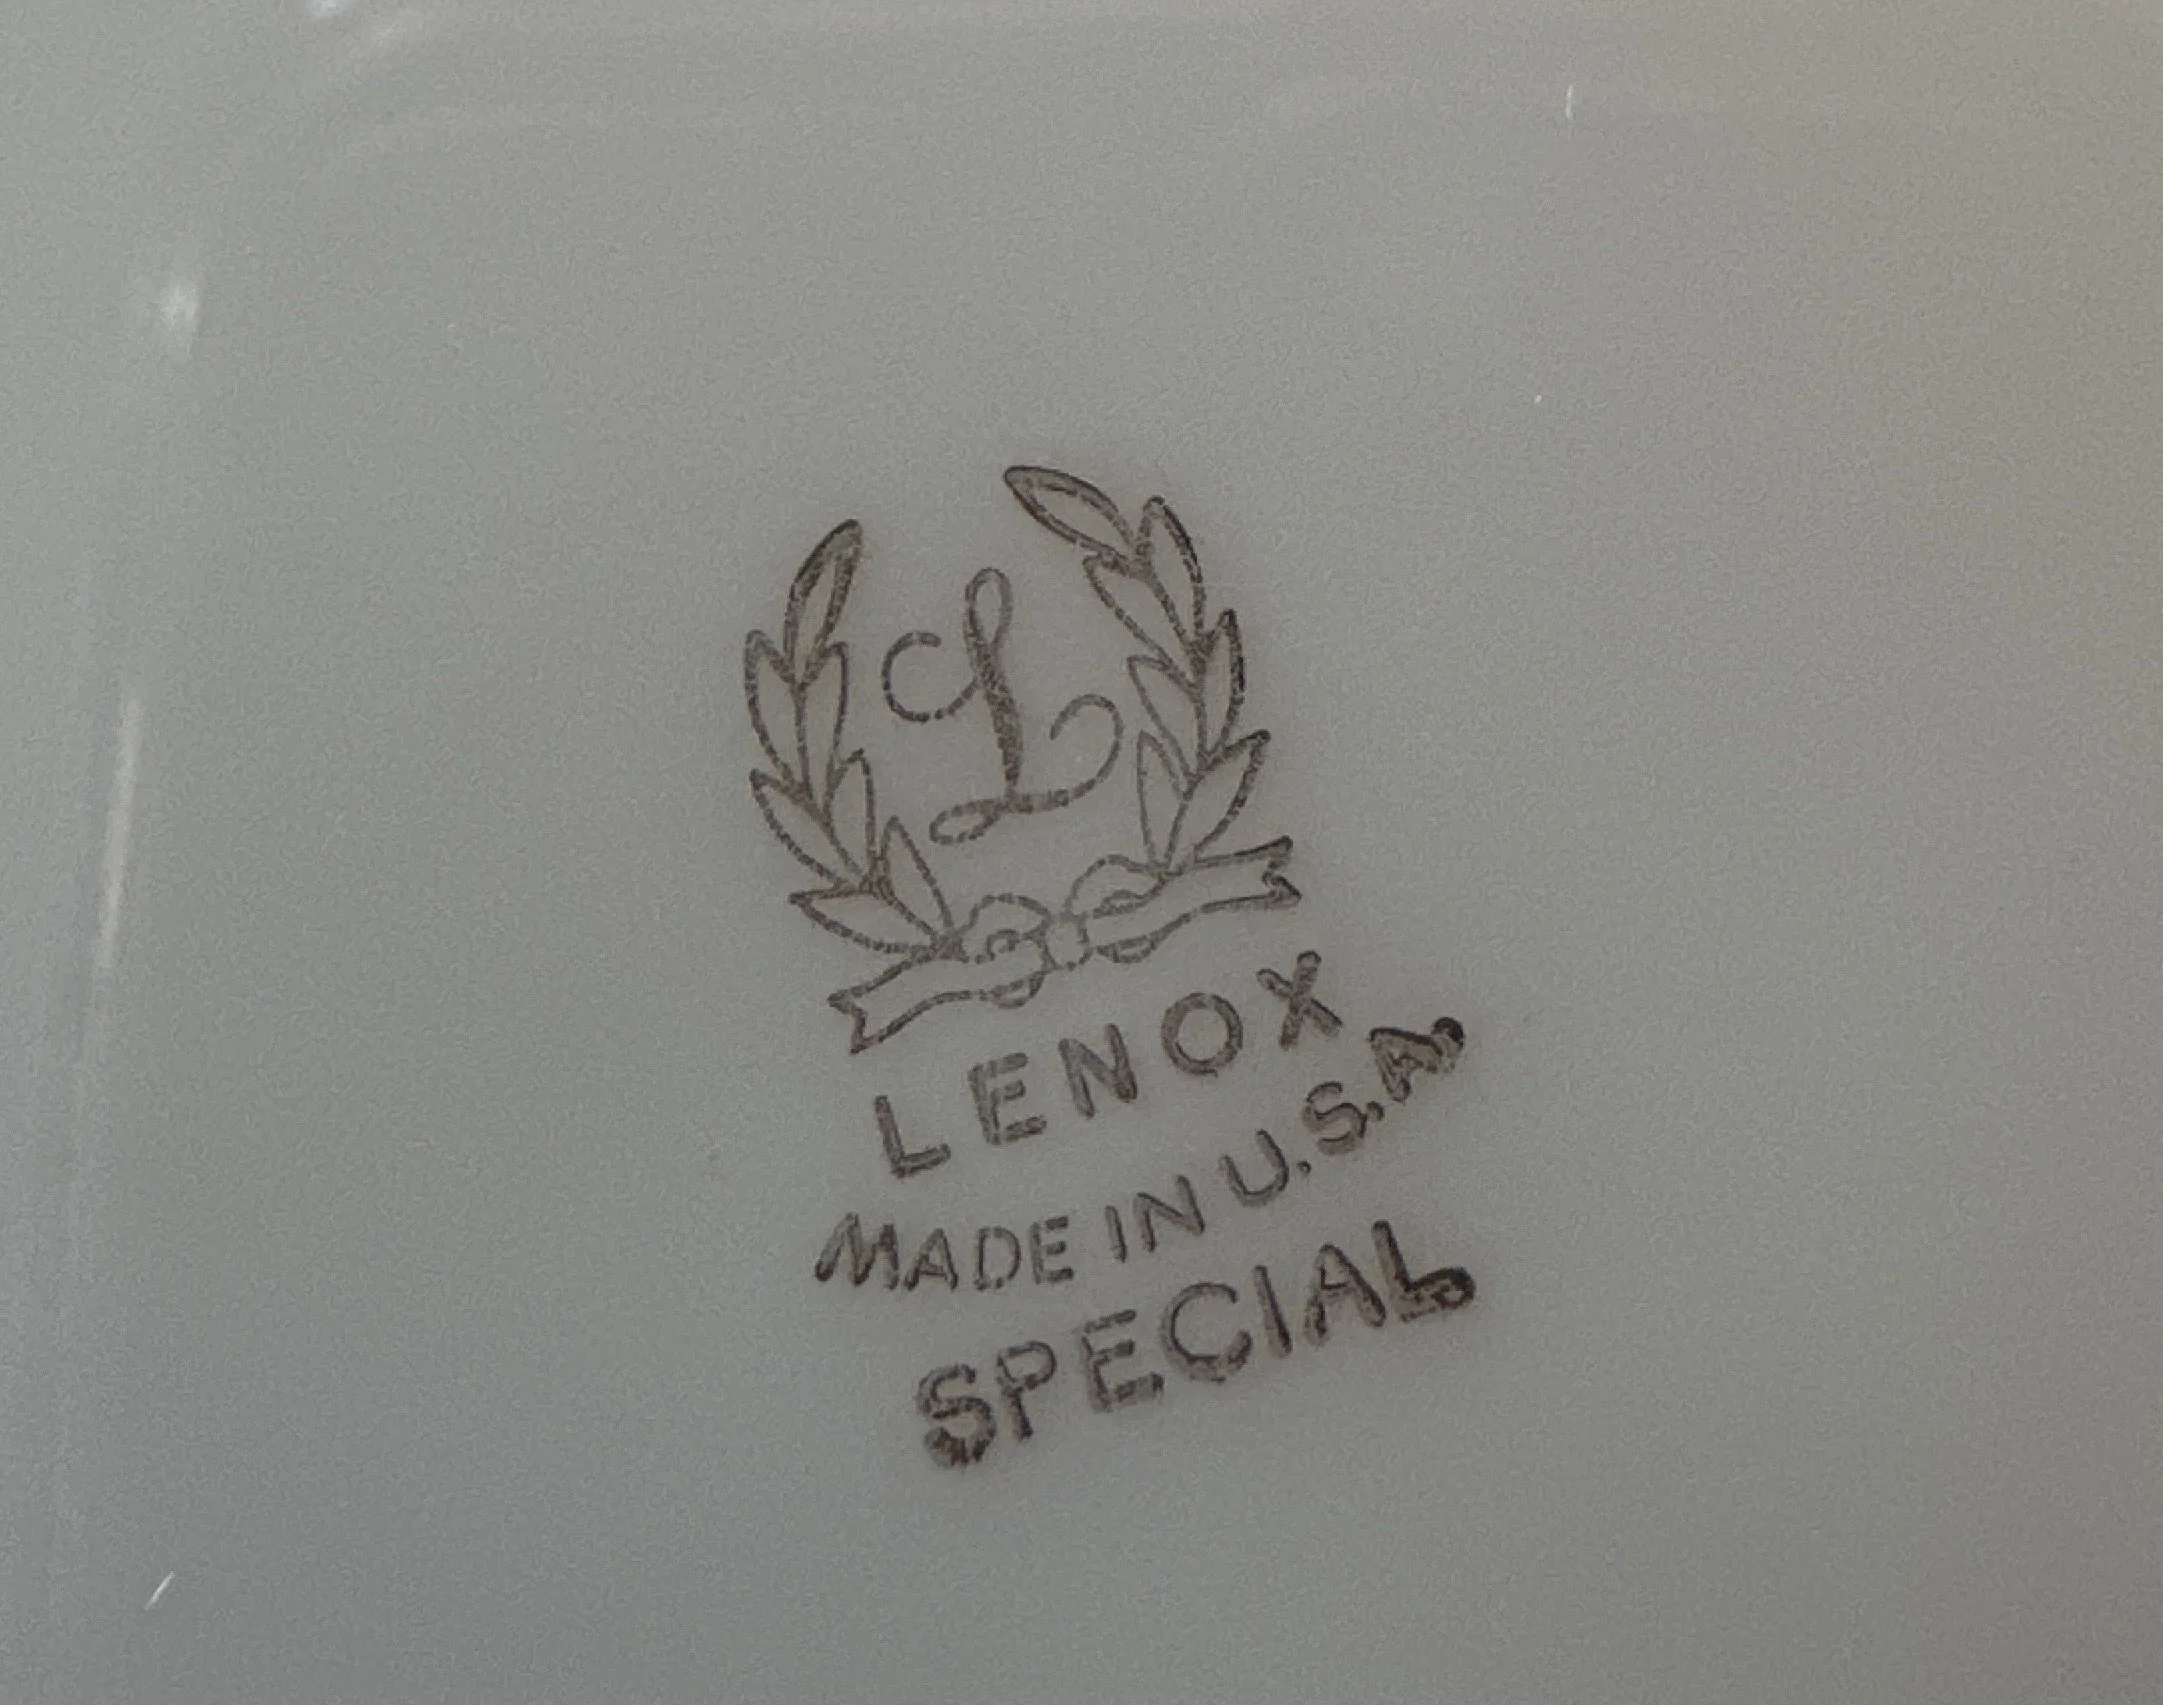 L
LENOX
MADE IN U.S.A.
SPECIAL